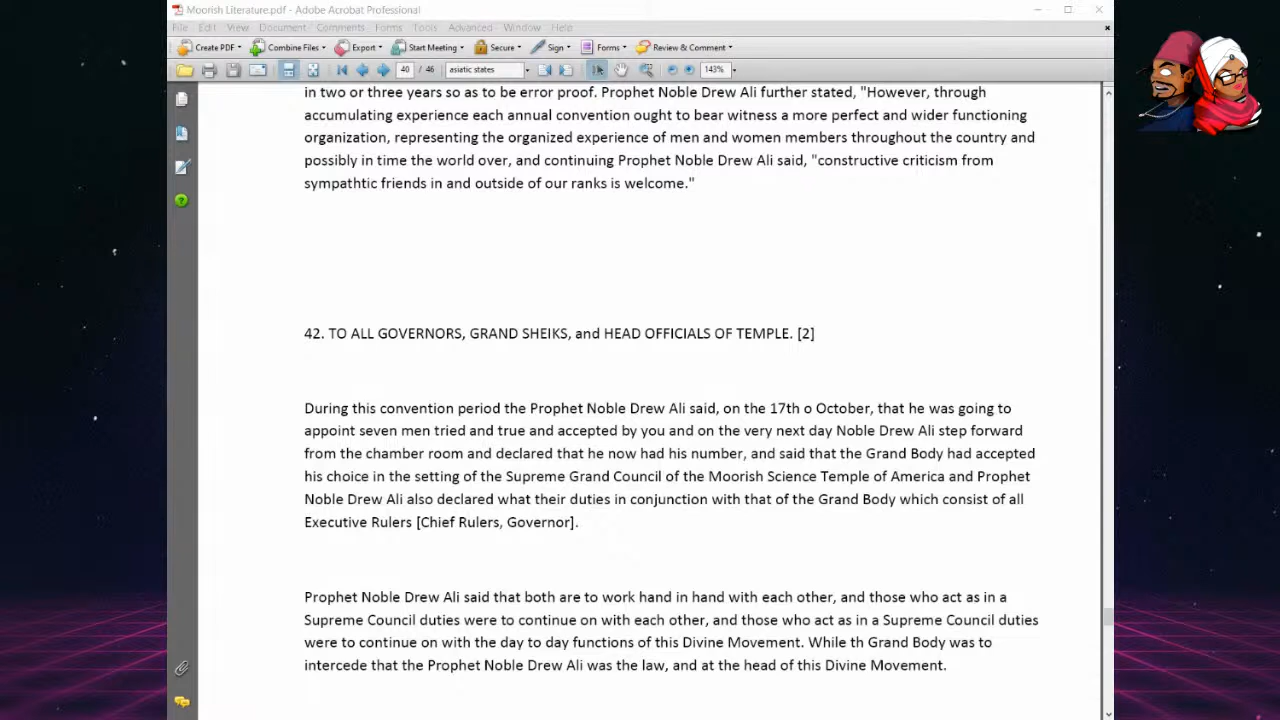 Moorish Literature.pdf - Adobe Acrobat Professional
File Edit View Document Comments Forms Tools Advanced Window Help
Create PDF Combine Files Export Start Meeting Secure Sign Forms Review & Comment
40 / 46 asiatic states 143%
in two or three years so as to be error proof. Prophet Noble Drew Ali further stated, "However, through
accumulating experience each annual convention ought to bear witness a more perfect and wider functioning
organization, representing the organized experience of men and women members throughout the country and
possibly in time the world over, and continuing Prophet Noble Drew Ali said, "constructive criticism from
sympathtic friends in and outside of our ranks is welcome."
42. TO ALL GOVERNORS, GRAND SHEIKS, and HEAD OFFICIALS OF TEMPLE. [2]
During this convention period the Prophet Noble Drew Ali said, on the 17th o October, that he was going to
appoint seven men tried and true and accepted by you and on the very next day Noble Drew Ali step forward
from the chamber room and declared that he now had his number, and said that the Grand Body had accepted
his choice in the setting of the Supreme Grand Council of the Moorish Science Temple of America and Prophet
Noble Drew Ali also declared what their duties in conjunction with that of the Grand Body which consist of all
Executive Rulers [Chief Rulers, Governor].
Prophet Noble Drew Ali said that both are to work hand in hand with each other, and those who act as in a
Supreme Council duties were to continue on with each other, and those who act as in a Supreme Council duties
were to continue on with the day to day functions of this Divine Movement. While th Grand Body was to
intercede that the Prophet Noble Drew Ali was the law, and at the head of this Divine Movement.